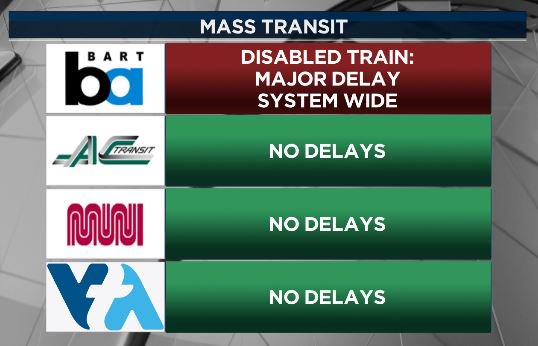 MASS TRANSIT
BART
ba
DISABLED TRAIN:
MAJOR DELAY
SYSTEM WIDE
AC TRANSIT
NO DELAYS
MUNI
NO DELAYS
VTA
NO DELAYS